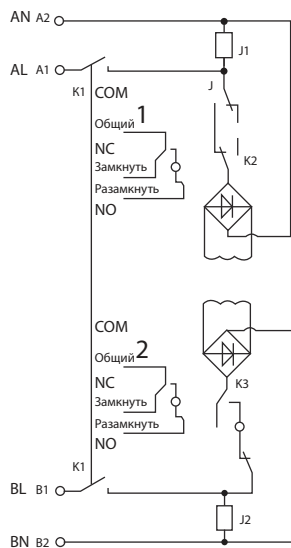 AN A2
J1
AL A1
K1
COM
J
Общий 1
NC
K2
Замкнуть
Разамкнуть
NO
COM
Общий 2
NC
K3
Замкнуть
Разамкнуть
NO
K1
BL B1
J2
BN B2